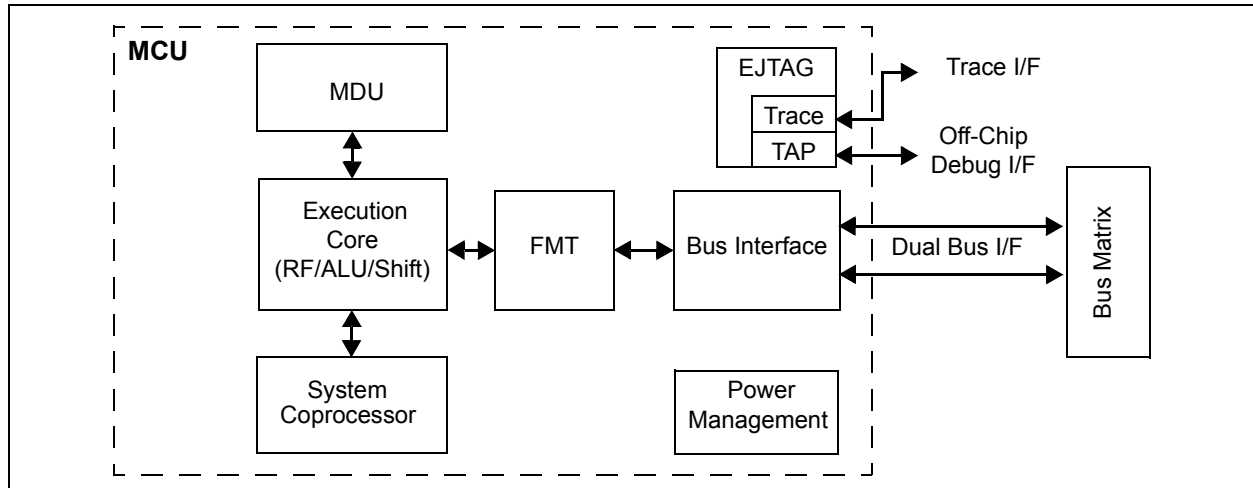 MCU
MDU
EJTAG
Trace
TAP
Trace I/F
Off-Chip
Debug I/F
Execution
Core
(RF/ALU/Shift)
FMT
Bus Interface
Dual Bus I/F
Bus Matrix
System
Coprocessor
Power
Management